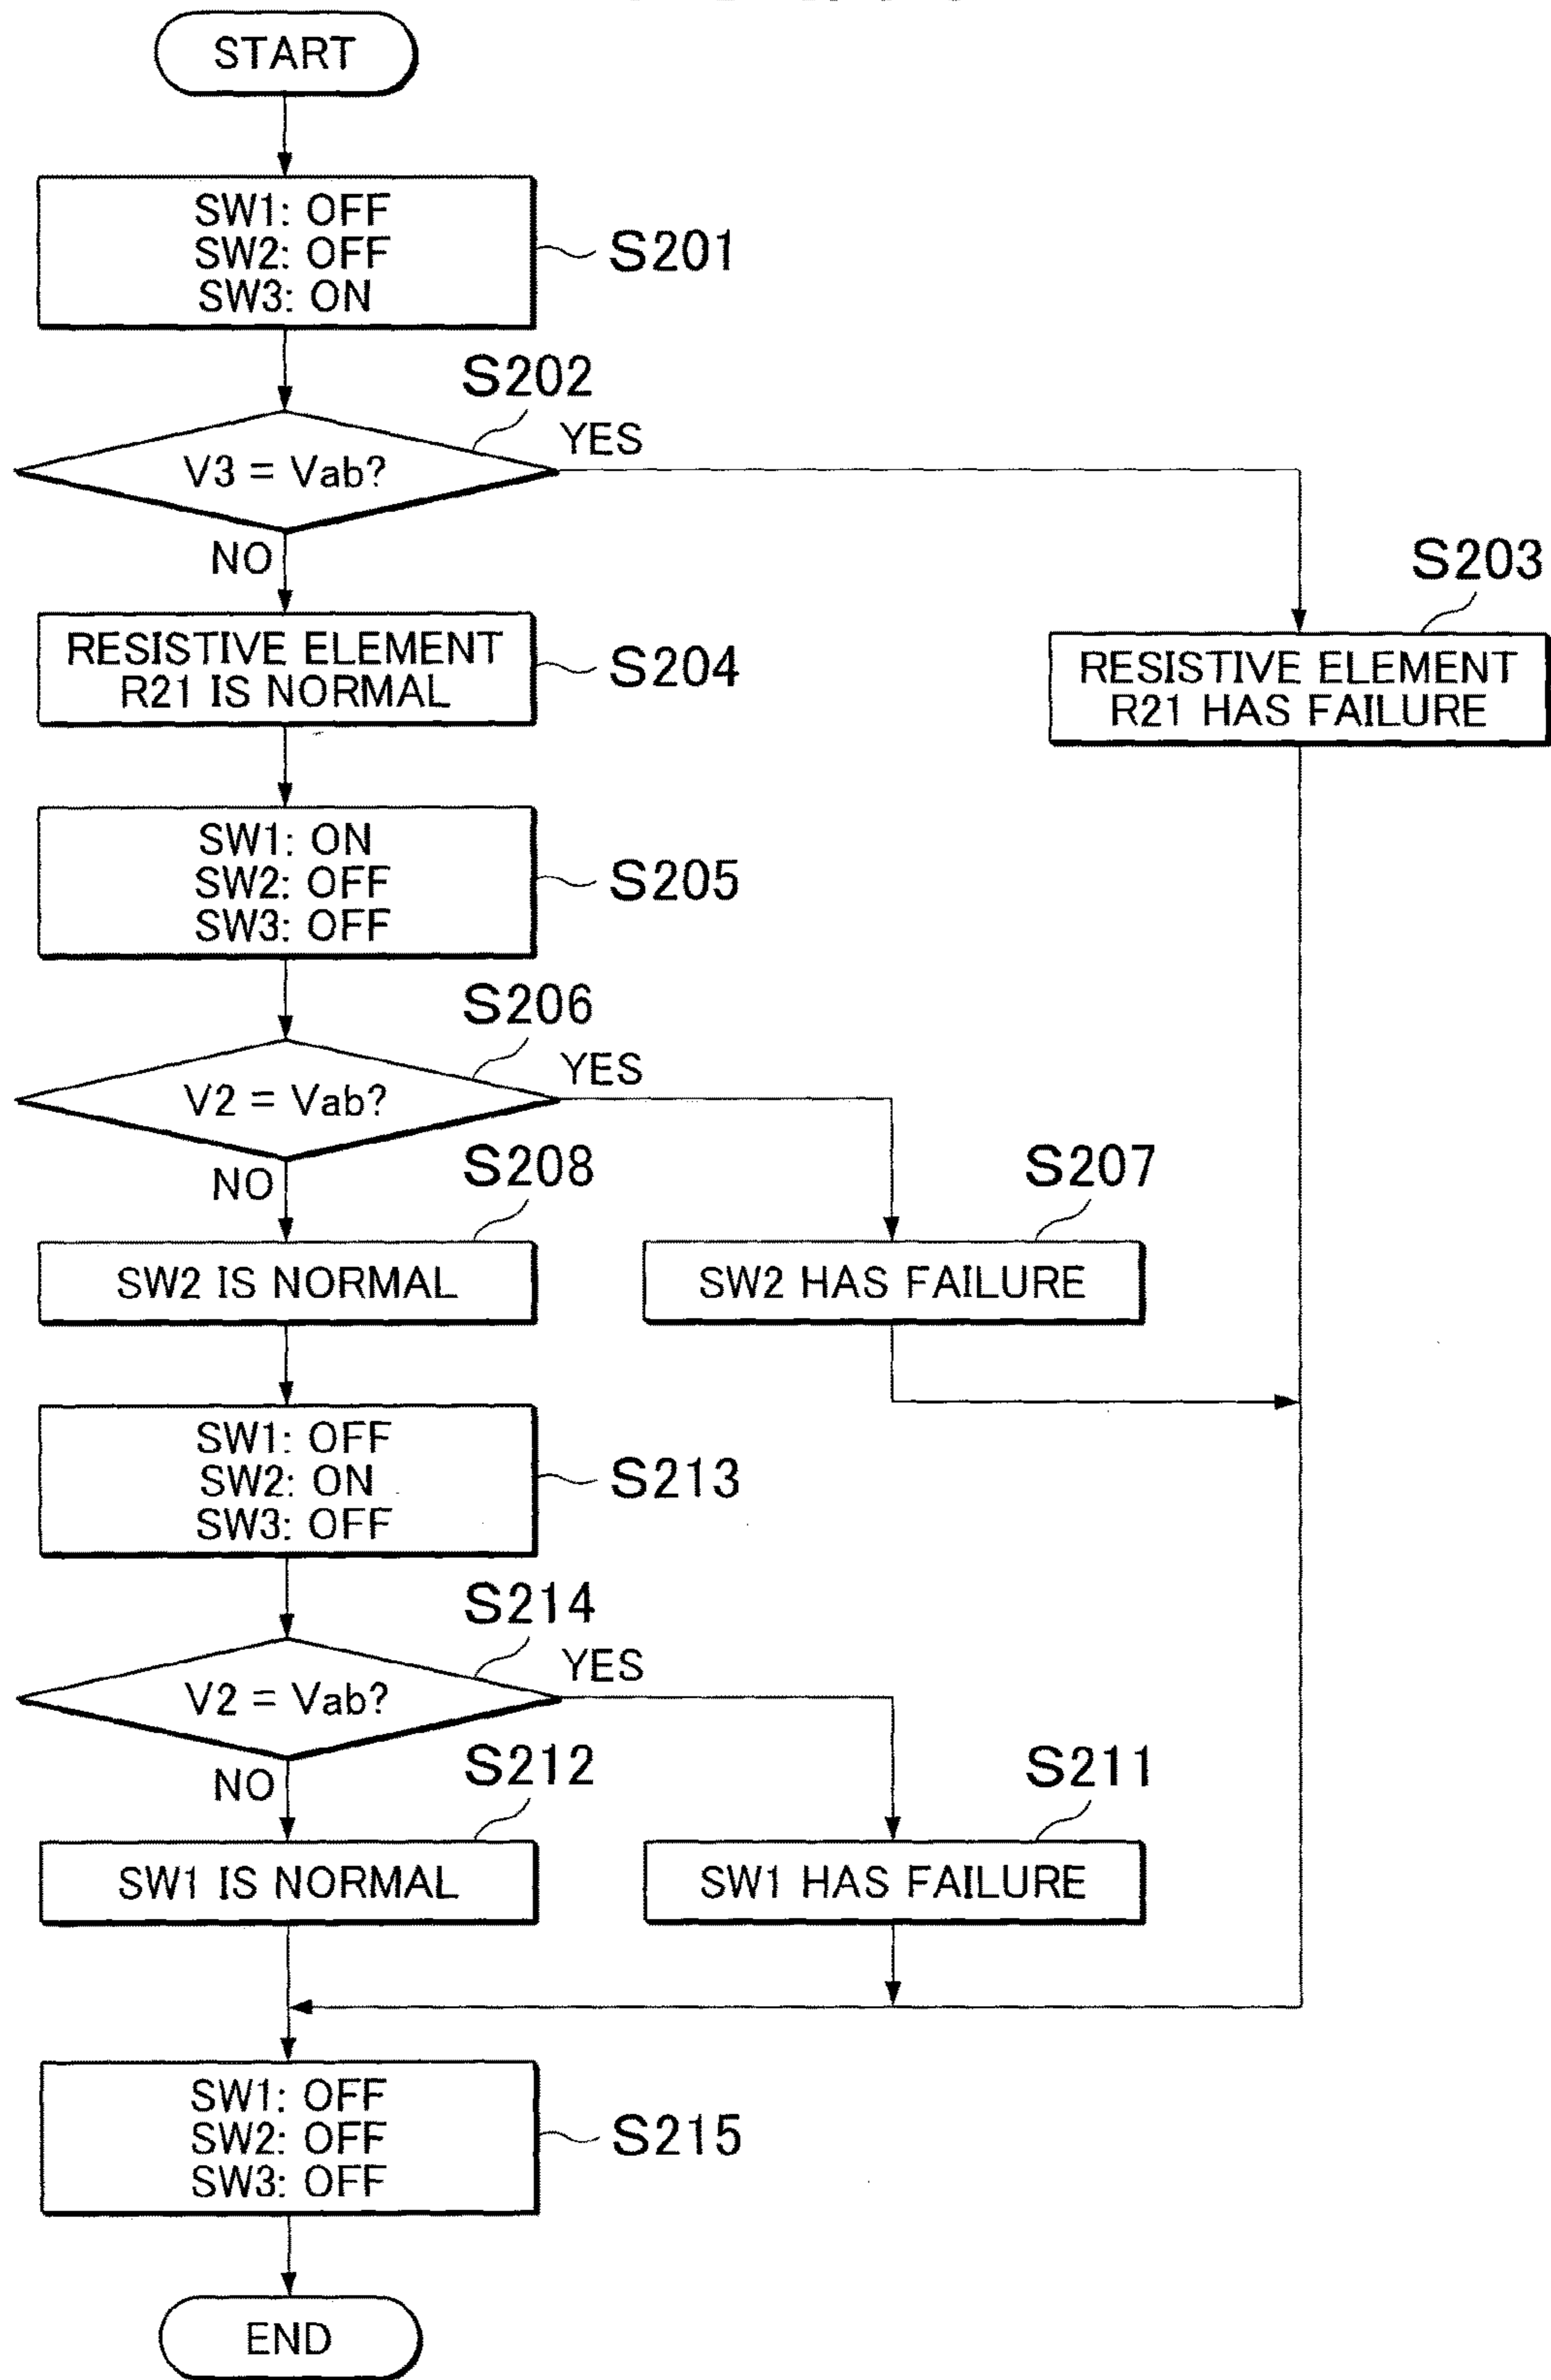 START
SW1: OFF
SW2: OFF
SW3: ON
S201
S202
V3 = Vab?
YES
NO
S203
RESISTIVE ELEMENT
R21 IS NORMAL
S204
RESISTIVE ELEMENT
R21 HAS FAILURE
SW1: ON
SW2: OFF
SW3: OFF
S205
S206
V2 = Vab?
YES
NO
S208
S207
SW2 IS NORMAL
SW2 HAS FAILURE
SW1: OFF
SW2: ON
SW3: OFF
S213
S214
V2 = Vab?
YES
NO
S212
S211
SW1 IS NORMAL
SW1 HAS FAILURE
SW1: OFF
SW2: OFF
SW3: OFF
S215
END